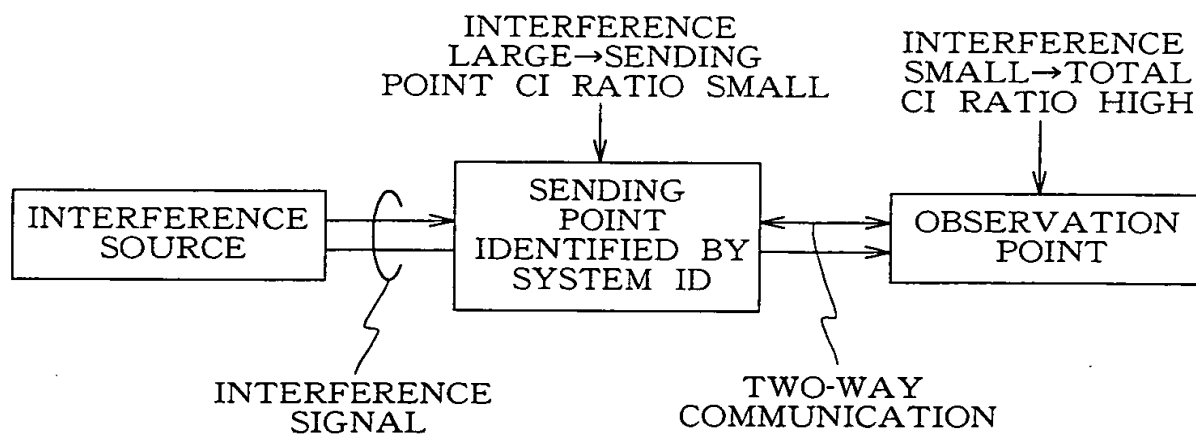 INTERFERENCE
LARGE→SENDING
POINT CI RATIO SMALL
INTERFERENCE
SMALL→TOTAL
CI RATIO HIGH
INTERFERENCE
SOURCE
SENDING
POINT
IDENTIFIED BY
SYSTEM ID
OBSERVATION
POINT
INTERFERENCE
SIGNAL
TWO-WAY
COMMUNICATION